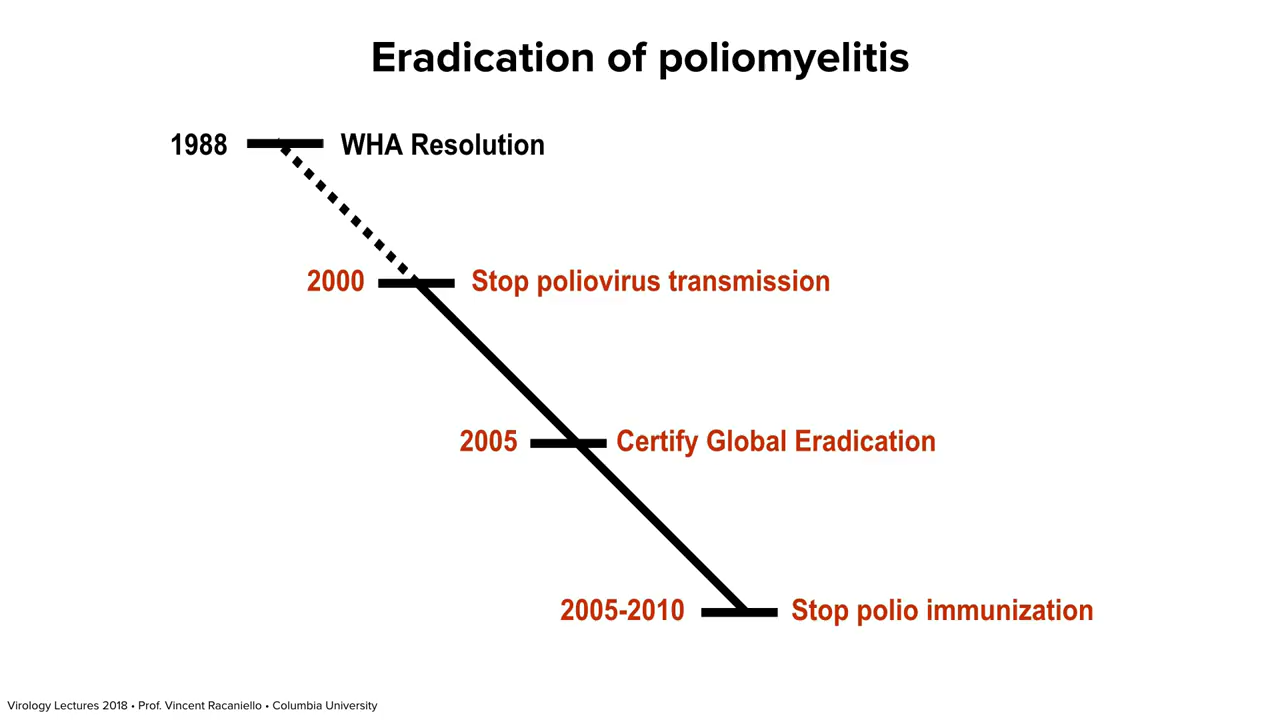 Eradication of poliomyelitis
1988 WHA Resolution
2000 Stop poliovirus transmission
2005 Certify Global Eradication
2005-2010 Stop polio immunization
Virology Lectures 2018 • Prof. Vincent Racaniello • Columbia University